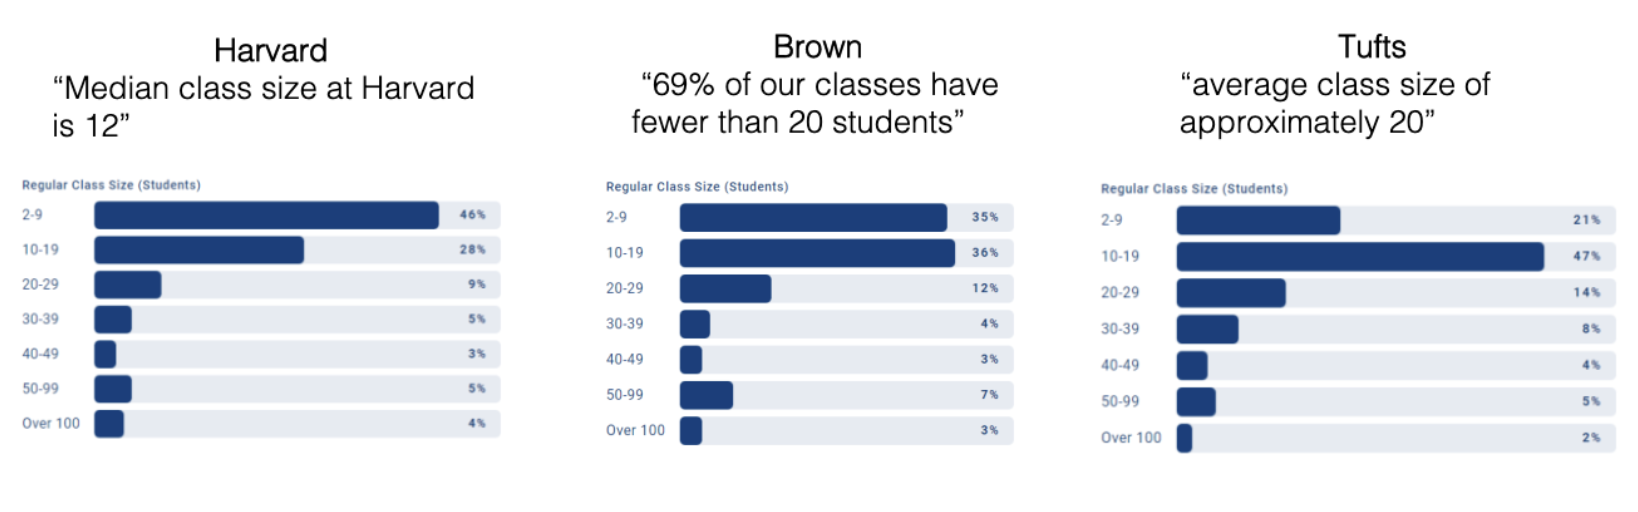 Harvard
“Median class size at Harvard
is 12”
Regular Class Size (Students)
2-9 46%
10-19 28%
20-29 9%
30-39 5%
40-49 3%
50-99 5%
Over 100 4%
Brown
“69% of our classes have
fewer than 20 students”
Regular Class Size (Students)
2-9 35%
10-19 36%
20-29 12%
30-39 4%
40-49 3%
50-99 7%
Over 100 3%
Tufts
“average class size of
approximately 20”
Regular Class Size (Students)
2-9 21%
10-19 47%
20-29 14%
30-39 8%
40-49 4%
50-99 5%
Over 100 2%